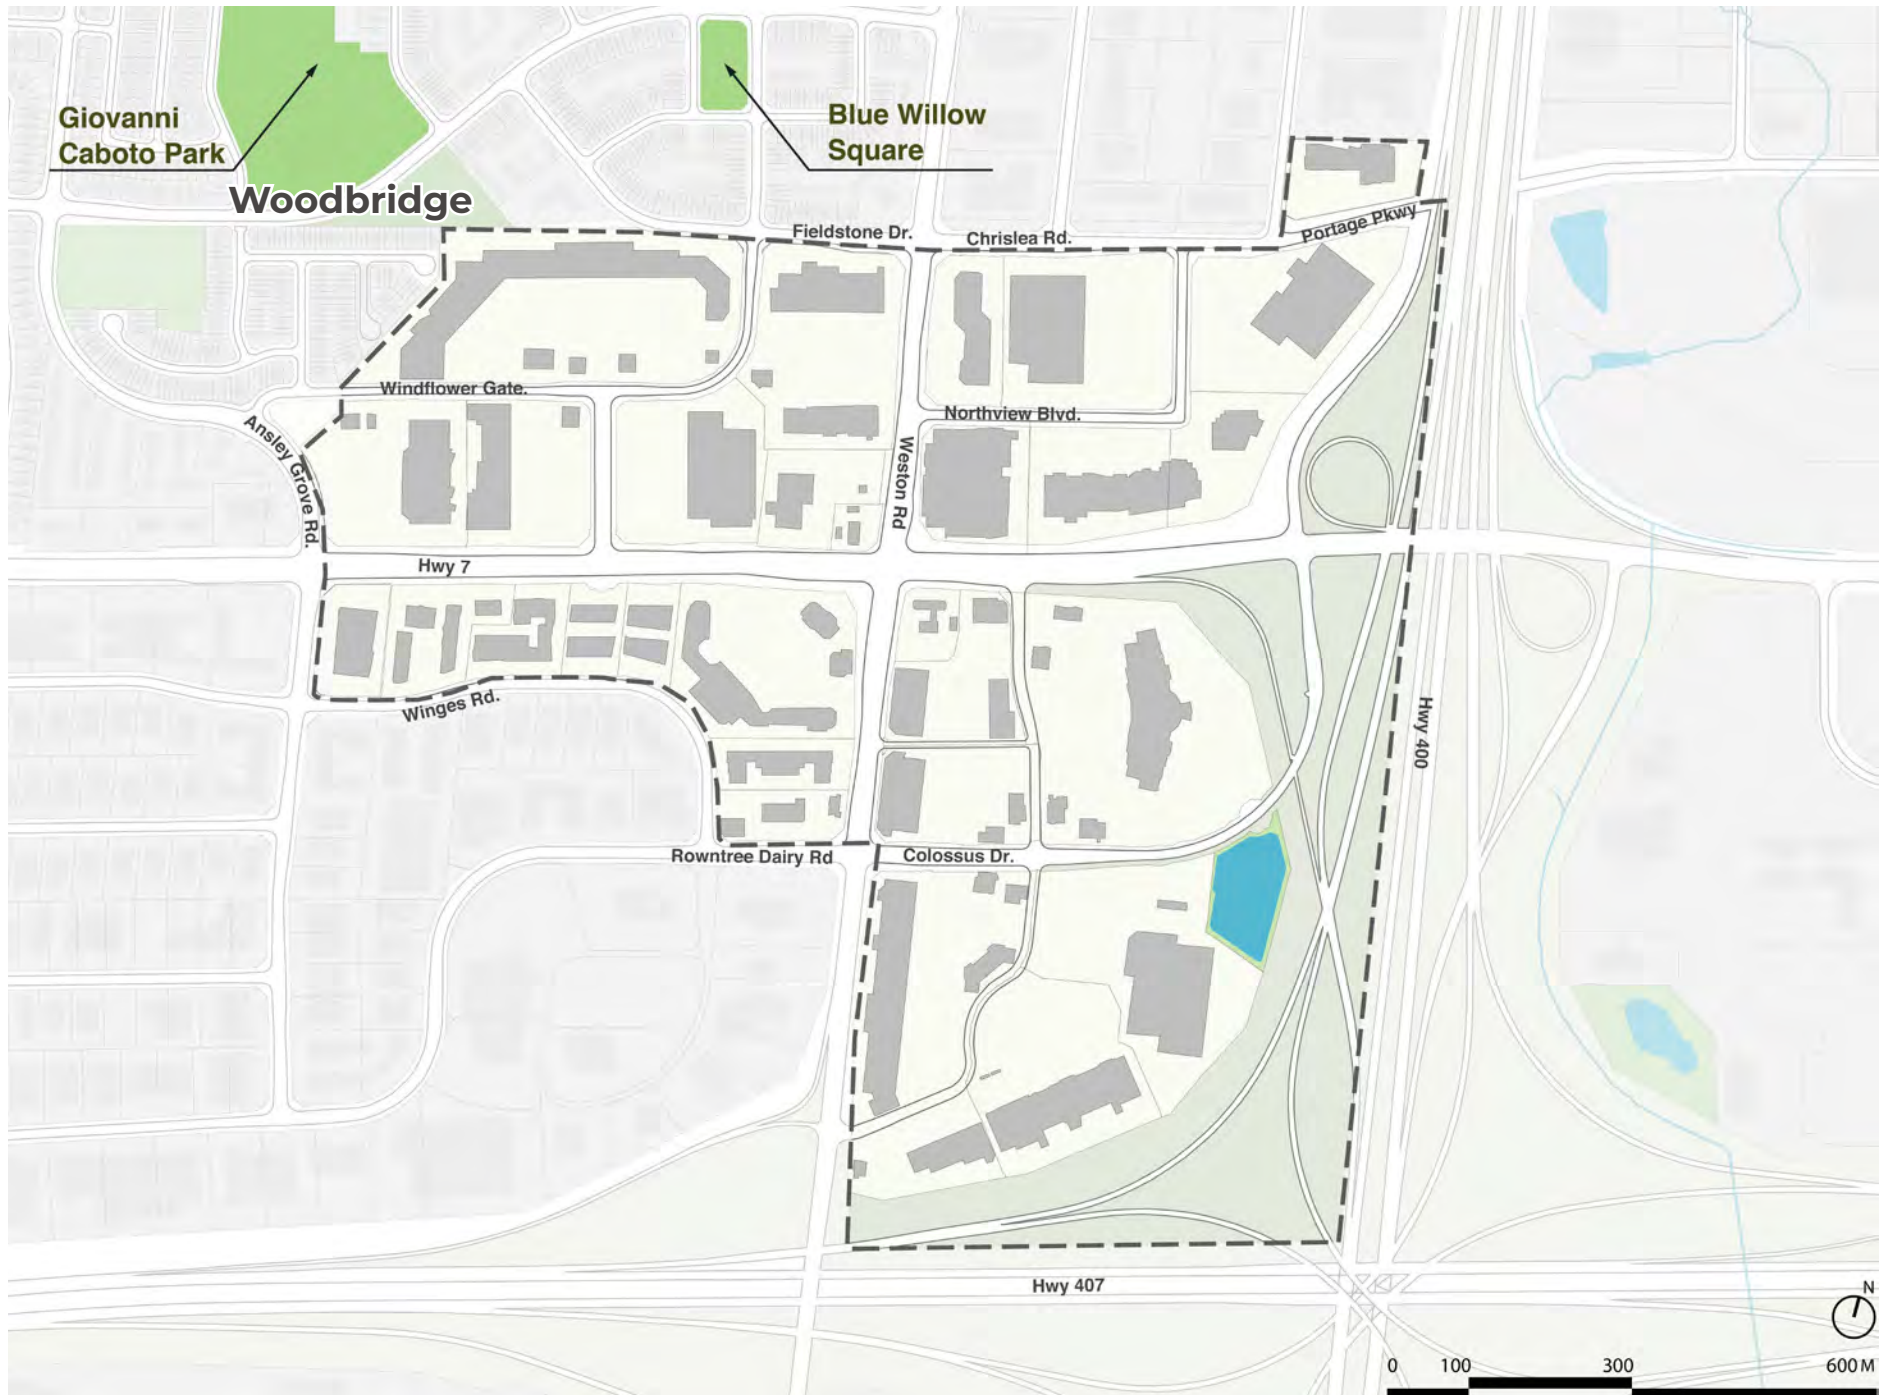 Giovanni
Caboto Park
Blue Willow
Square
Woodbridge
Fieldstone Dr.
Chrislea Rd.
Portage Pkwy
Windflower Gate.
Northview Blvd.
Ansley Grove Rd.
Weston Rd
Hwy 7
Winges Rd.
Hwy 400
Rowntree Dairy Rd
Colossus Dr.
Hwy 407
N
0 100 300 600 M